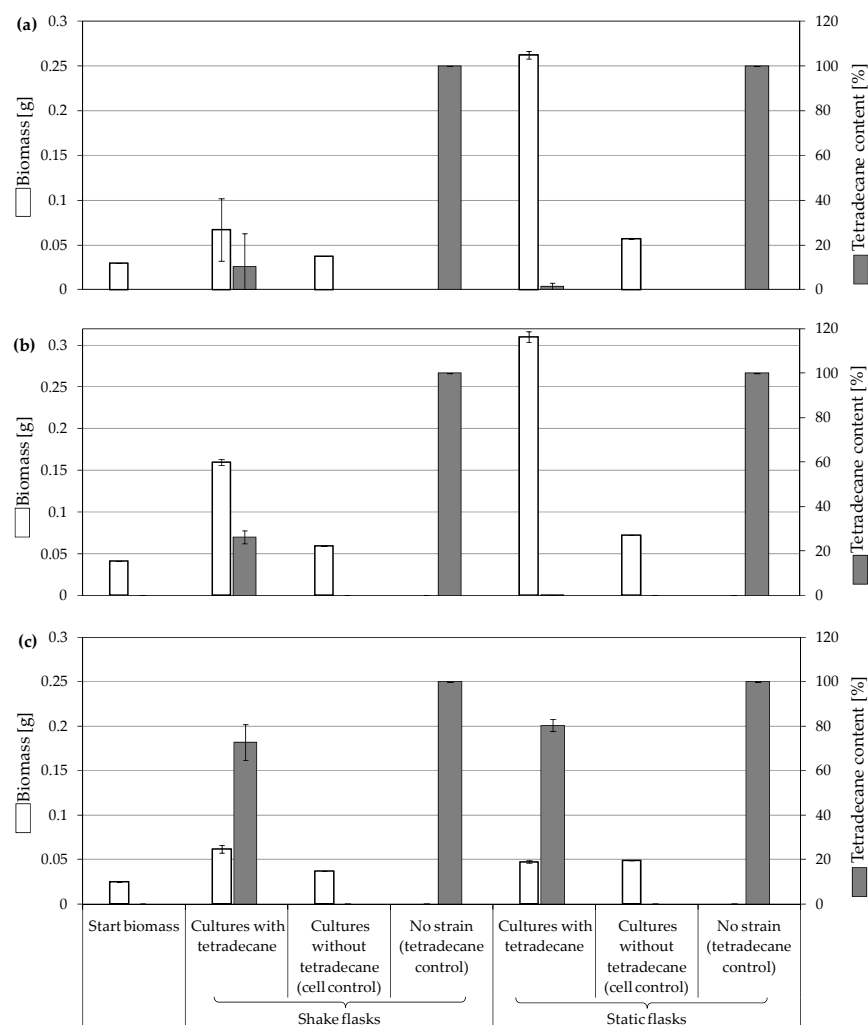 (a)
0.3
0.25
0.2
0.15
0.1
0.05
0
Biomass [g]
120
100
80
60
40
20
0
Tetradecane content [%]
(b)
0.3
0.25
0.2
0.15
0.1
0.05
0
Biomass [g]
120
100
80
60
40
20
0
Tetradecane content [%]
(c)
0.3
0.25
0.2
0.15
0.1
0.05
0
Biomass [g]
120
100
80
60
40
20
0
Tetradecane content [%]
Start biomass
Cultures with
tetradecane
Cultures
without
tetradecane
(cell control)
No strain
(tetradecane
control)
Cultures with
tetradecane
Cultures
without
tetradecane
(cell control)
No strain
(tetradecane
control)
Shake flasks
Static flasks